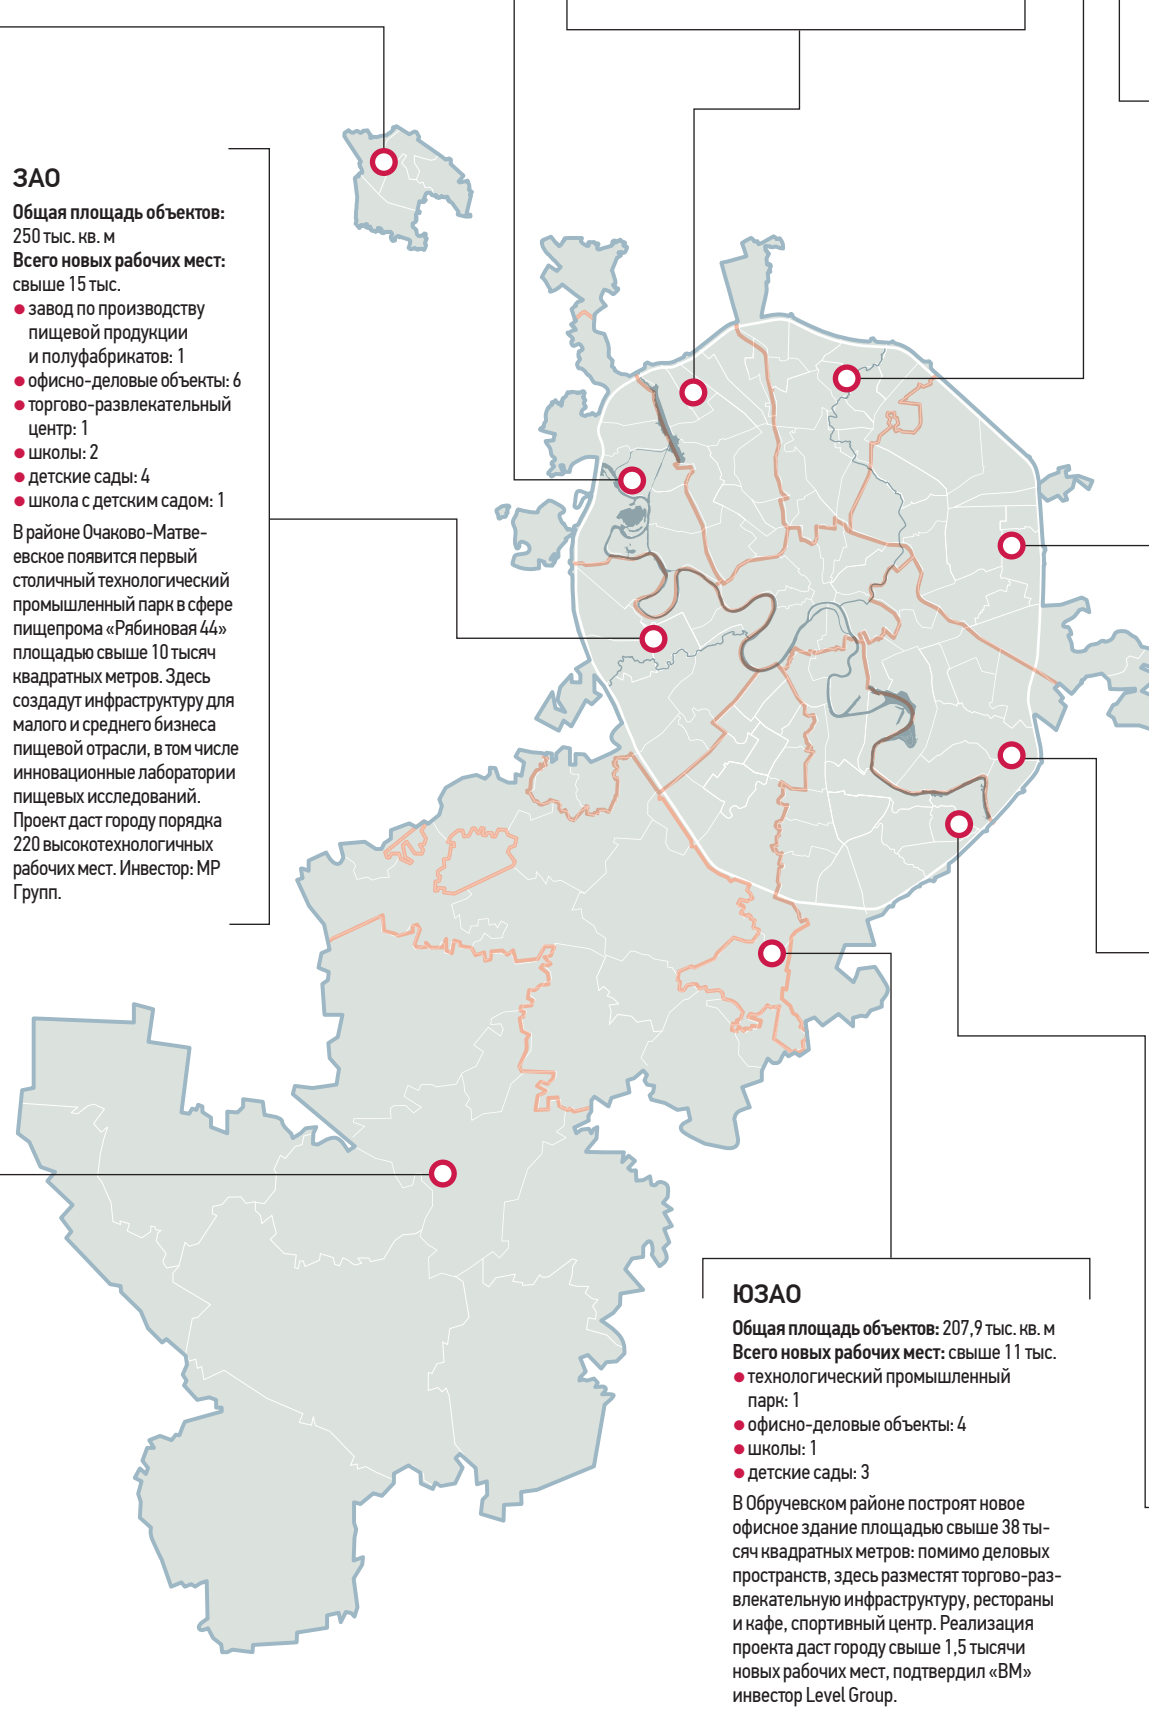 ЗАО
Общая площадь объектов:
250 тыс. кв. м
Всего новых рабочих мест:
свыше 15 тыс.
● завод по производству
пищевой продукции
и полуфабрикатов: 1
● офисно-деловые объекты: 6
● торгово-развлекательный
центр: 1
● школы: 2
● детские сады: 4
● школа с детским садом: 1
В районе Очаково-Матве-
евское появится первый
столичный технологический
промышленный парк в сфере
пищепрома «Рябиновая 44»
площадью свыше 10 тысяч
квадратных метров. Здесь
создадут инфраструктуру для
малого и среднего бизнеса
пищевой отрасли, в том числе
инновационные лаборатории
пищевых исследований.
Проект даст городу порядка
220 высокотехнологичных
рабочих мест. Инвестор: МР
Групп.
ЮЗАО
Общая площадь объектов: 207,9 тыс. кв. м
Всего новых рабочих мест: свыше 11 тыс.
● технологический промышленный
парк: 1
● офисно-деловые объекты: 4
● школы: 1
● детские сады: 3
В Обручевском районе построят новое
офисное здание площадью свыше 38 ты-
сяч квадратных метров: помимо деловых
пространств, здесь разместят торгово-раз-
влекательную инфраструктуру, рестораны
и кафе, спортивный центр. Реализация
проекта даст городу свыше 1,5 тысячи
новых рабочих мест, подтвердил «ВМ»
инвестор Level Group.